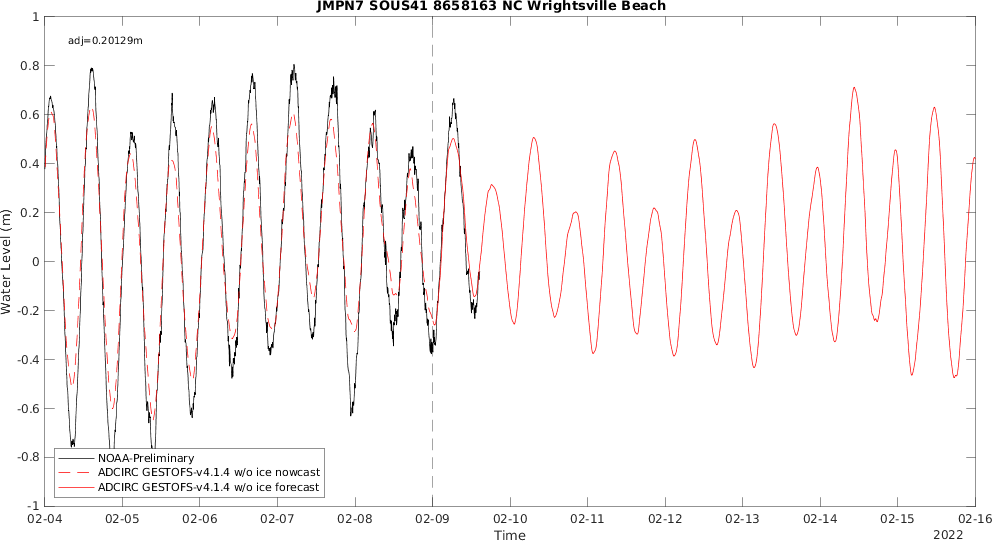 JMPN7 SOUS41 8658163 NC Wrightsville Beach
adj=0.20129m
1
0.8
0.6
0.4
0.2
0
-0.2
-0.4
-0.6
-0.8
-1
Water Level (m)
NOAA-Preliminary
ADCIRC GESTOFS-v4.1.4 w/o ice nowcast
ADCIRC GESTOFS-v4.1.4 w/o ice forecast
02-04 02-05 02-06 02-07 02-08 02-09 02-10 02-11 02-12 02-13 02-14 02-15 02-16
Time
2022